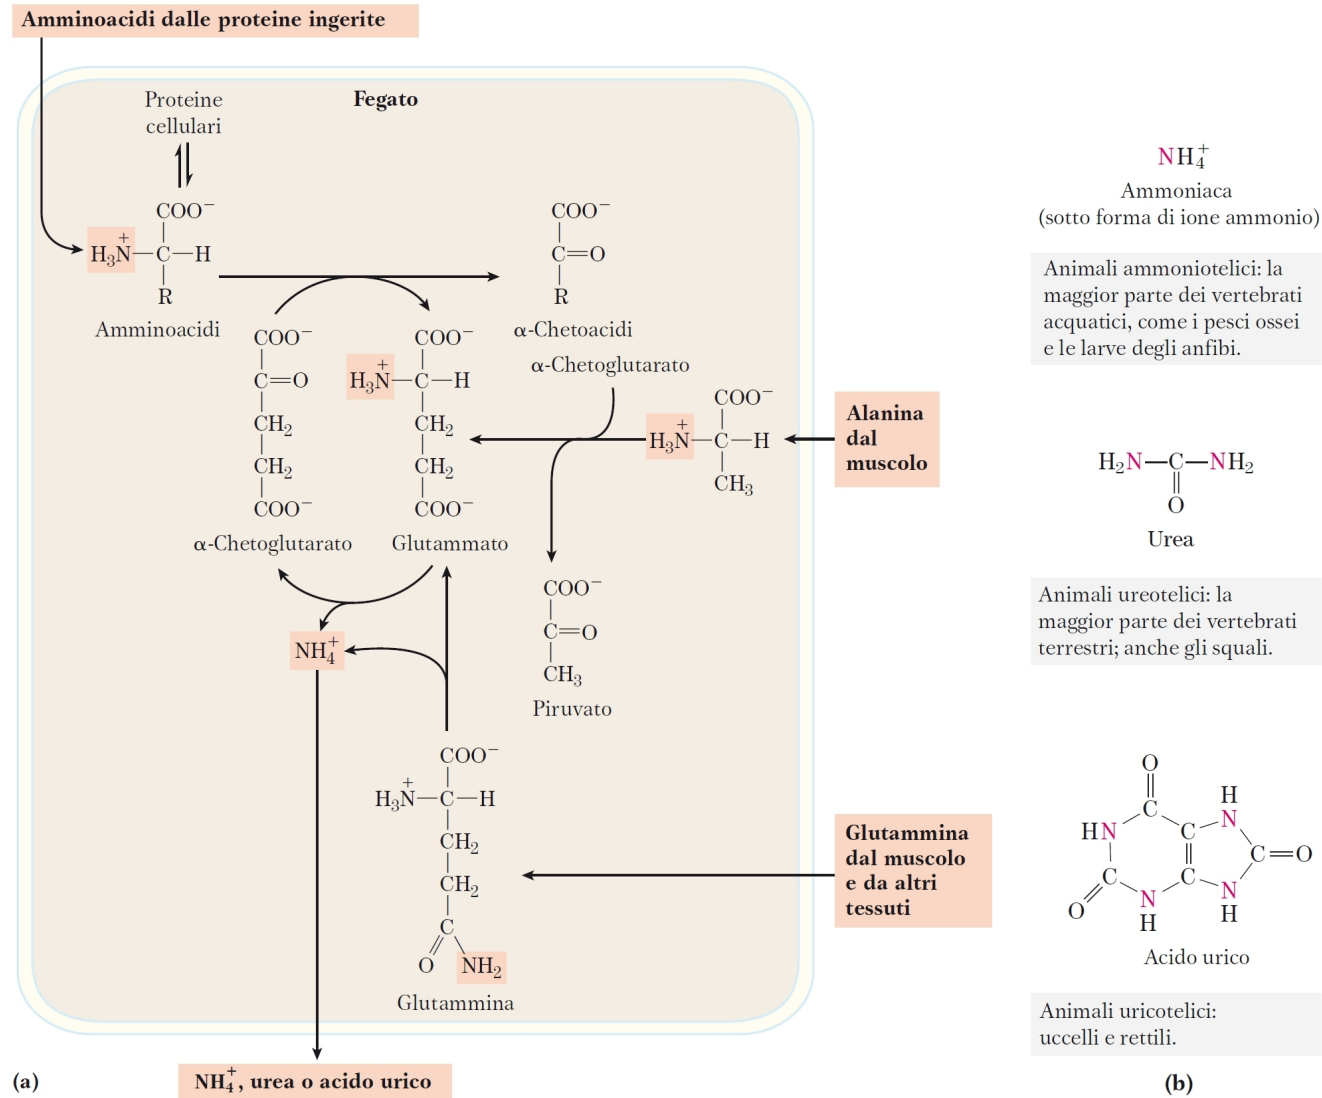 Amminoacidi dalle proteine ingerite
Fegato
Proteine
cellulari
COO⁻
H₃N⁺—C—H
R
Amminoacidi
COO⁻
C=O
R
α-Chetoacidi
COO⁻
C=O
CH₂
CH₂
COO⁻
α-Chetoglutarato
COO⁻
H₃N⁺—C—H
CH₂
CH₂
COO⁻
Glutammato
α-Chetoglutarato
COO⁻
H₃N⁺—C—H
CH₃
Alanina
dal
muscolo
COO⁻
C=O
CH₃
Piruvato
NH₄⁺
COO⁻
H₃N⁺—C—H
CH₂
CH₂
C
O NH₂
Glutammina
Glutammina
dal muscolo
e da altri
tessuti
NH₄⁺, urea o acido urico
(a)
NH₄⁺
Ammoniaca
(sotto forma di ione ammonio)
Animali ammoniotelici: la
maggior parte dei vertebrati
acquatici, come i pesci ossei
e le larve degli anfibi.
H₂N—C—NH₂
O
Urea
Animali ureotelici: la
maggior parte dei vertebrati
terrestri; anche gli squali.
O
H
C
N
HN
C
C=O
C
C
N
N
O
H
H
Acido urico
Animali uricotelici:
uccelli e rettili.
(b)